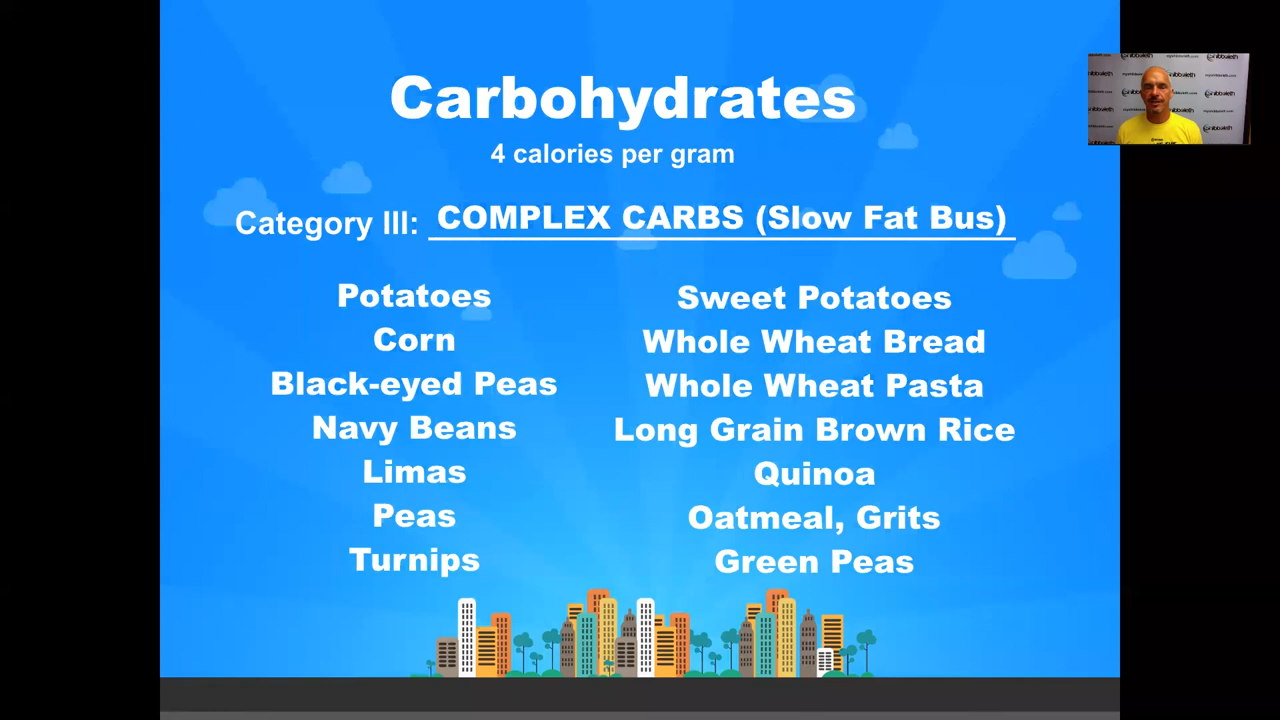 Carbohydrates
4 calories per gram
Category III: COMPLEX CARBS (Slow Fat Bus)
Potatoes
Corn
Black-eyed Peas
Navy Beans
Limas
Peas
Turnips
Sweet Potatoes
Whole Wheat Bread
Whole Wheat Pasta
Long Grain Brown Rice
Quinoa
Oatmeal, Grits
Green Peas